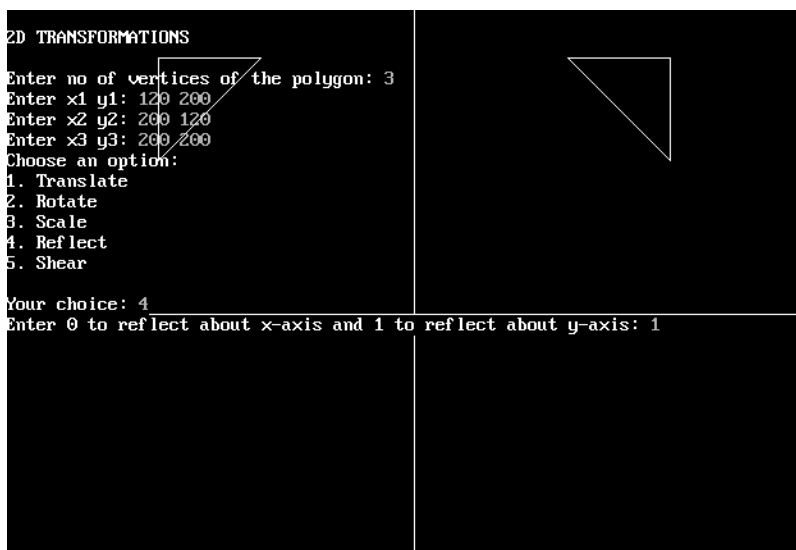 2D TRANSFORMATIONS
Enter no of vertices of the polygon: 3
Enter x1 y1: 120 200
Enter x2 y2: 200 120
Enter x3 y3: 200 200
Choose an option:
1. Translate
2. Rotate
3. Scale
4. Reflect
5. Shear
Your choice: 4
Enter 0 to reflect about x-axis and 1 to reflect about y-axis: 1